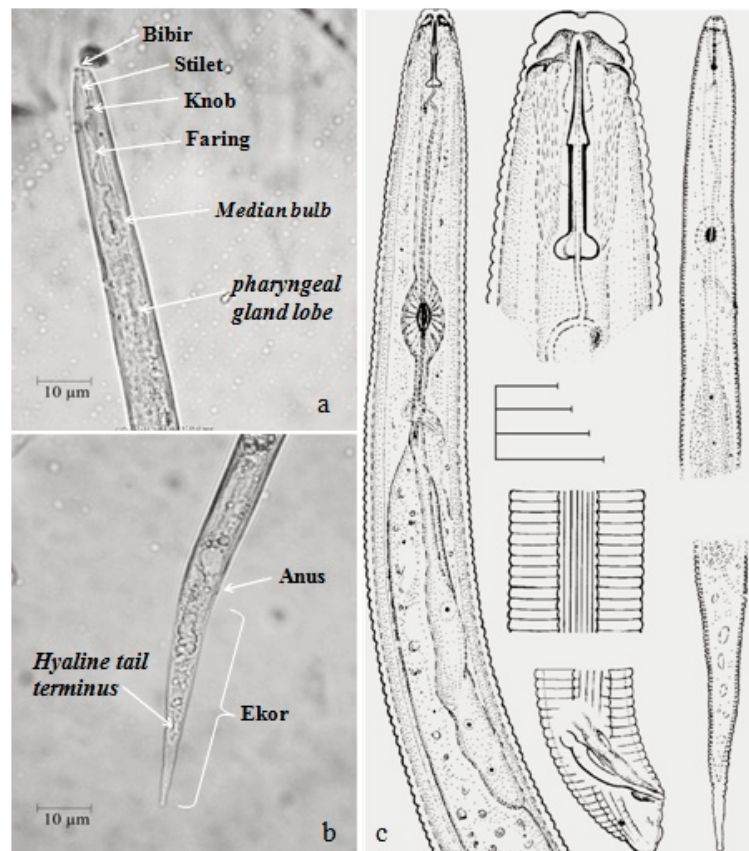 Bibir
Stilet
Knob
Faring
Median bulb
pharyngeal
gland lobe
10 µm
a
Anus
Hyaline tail
terminus
Ekor
10 µm
b
c